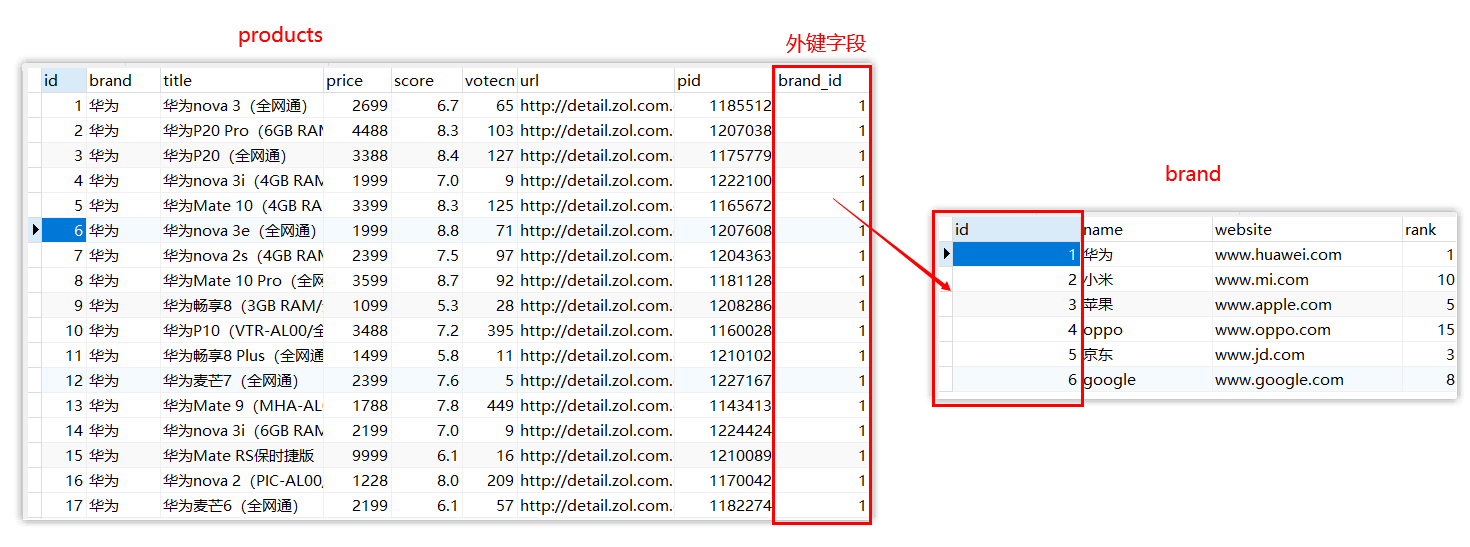 products
外键字段
id brand title price score votecn url pid brand_id
1 华为 华为nova 3（全网通） 2699 6.7 65 http://detail.zol.com. 1185512 1
2 华为 华为P20 Pro（6GB RAM 4488 8.3 103 http://detail.zol.com. 1207038 1
3 华为 华为P20（全网通） 3388 8.4 127 http://detail.zol.com. 1175779 1
4 华为 华为nova 3i（4GB RAM 1999 7.0 9 http://detail.zol.com. 1222100 1
5 华为 华为Mate 10（4GB RA 3399 8.3 125 http://detail.zol.com. 1165672 1
6 华为 华为nova 3e（全网通） 1999 8.8 71 http://detail.zol.com. 1207608 1
7 华为 华为nova 2s（4GB RAM 2399 7.5 97 http://detail.zol.com. 1204363 1
8 华为 华为Mate 10 Pro（全网 3599 8.7 92 http://detail.zol.com. 1181128 1
9 华为 华为畅享8（3GB RAM/ 1099 5.3 28 http://detail.zol.com. 1208286 1
10 华为 华为P10（VTR-AL00/全 3488 7.2 395 http://detail.zol.com. 1160028 1
11 华为 华为畅享8 Plus（全网通 1499 5.8 11 http://detail.zol.com. 1210102 1
12 华为 华为麦芒7（全网通） 2399 7.6 5 http://detail.zol.com. 1227167 1
13 华为 华为Mate 9（MHA-AL0 1788 7.8 449 http://detail.zol.com. 1143413 1
14 华为 华为nova 3i（6GB RAM 2199 7.0 9 http://detail.zol.com. 1224424 1
15 华为 华为Mate RS保时捷版 9999 6.1 16 http://detail.zol.com. 1210089 1
16 华为 华为nova 2（PIC-AL00/ 1228 8.0 209 http://detail.zol.com. 1170042 1
17 华为 华为麦芒6（全网通） 2199 6.1 57 http://detail.zol.com. 1182274 1
brand
id name website rank
1 华为 www.huawei.com 1
2 小米 www.mi.com 10
3 苹果 www.apple.com 5
4 oppo www.oppo.com 15
5 京东 www.jd.com 3
6 google www.google.com 8